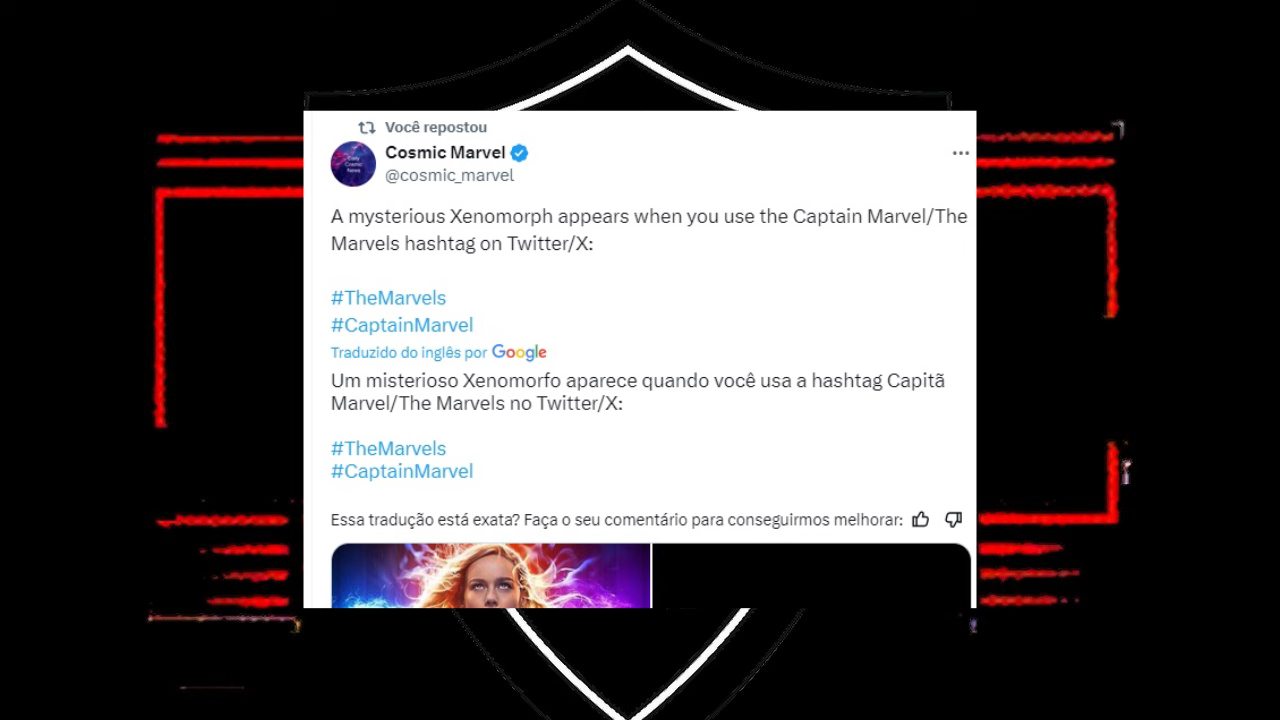 Você repostou
Cosmic Marvel
@cosmic_marvel
A mysterious Xenomorph appears when you use the Captain Marvel/The
Marvels hashtag on Twitter/X:
#TheMarvels
#CaptainMarvel
Traduzido do inglês por Google
Um misterioso Xenomorfo aparece quando você usa a hashtag Capitã
Marvel/The Marvels no Twitter/X:
#TheMarvels
#CaptainMarvel
Essa tradução está exata? Faça o seu comentário para conseguirmos melhorar: